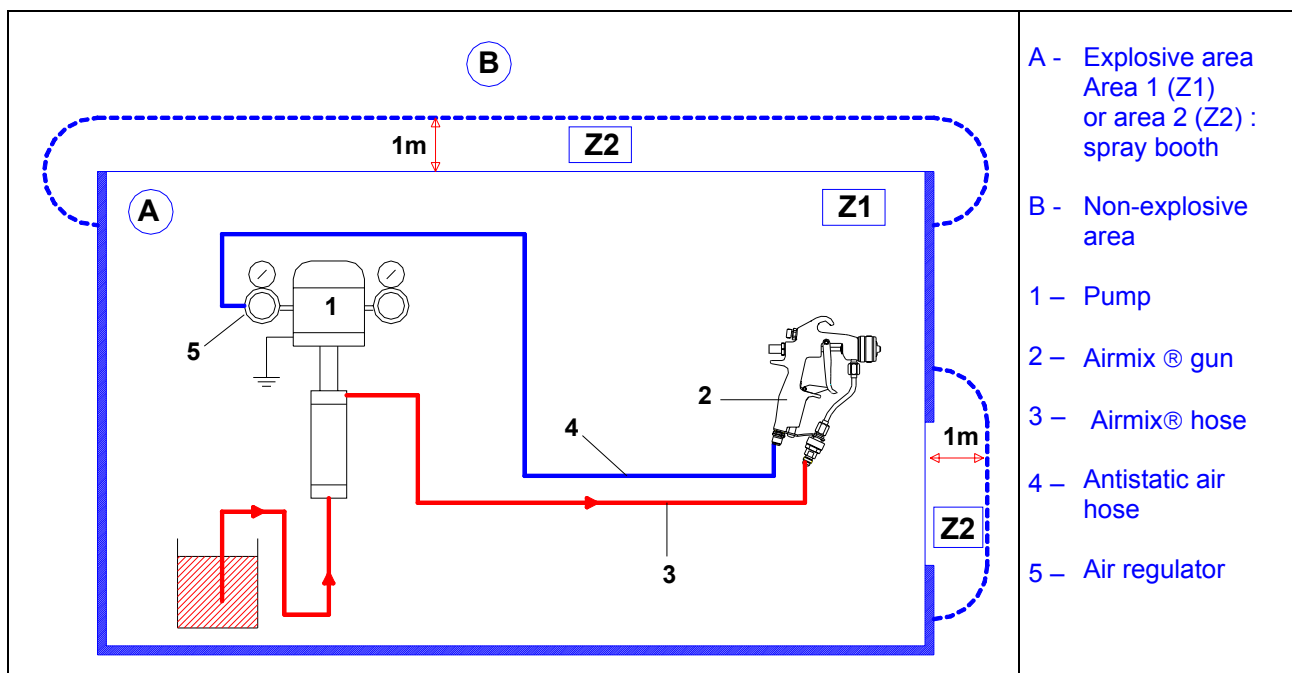 B
1m
Z2
A
Z1
1
5
2
4
1m
Z2
3
A - Explosive area
Area 1 (Z1)
or area 2 (Z2) :
spray booth
B - Non-explosive
area
1 – Pump
2 – Airmix ® gun
3 – Airmix® hose
4 – Antistatic air
hose
5 – Air regulator